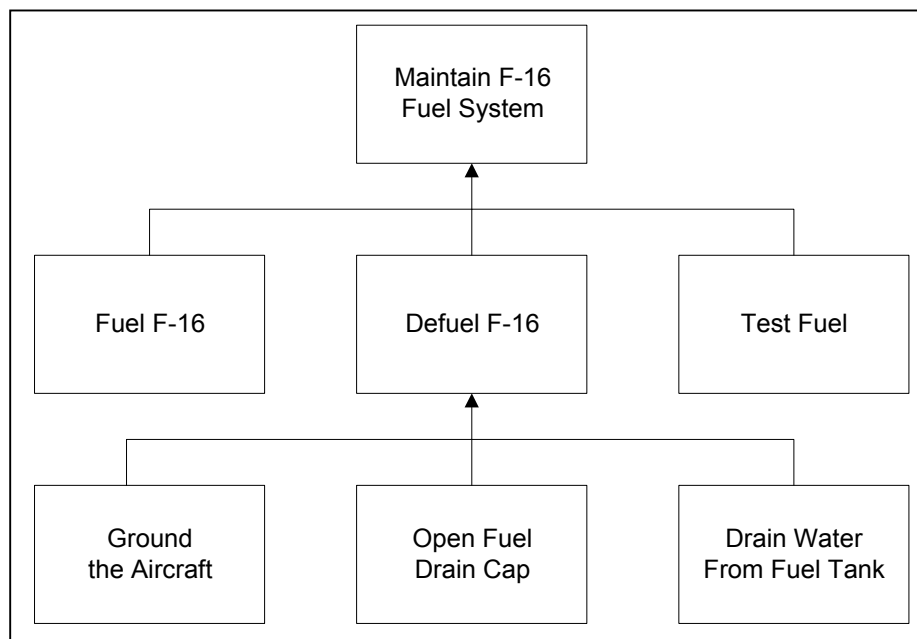 Maintain F-16
Fuel System
Fuel F-16
Defuel F-16
Test Fuel
Ground
the Aircraft
Open Fuel
Drain Cap
Drain Water
From Fuel Tank